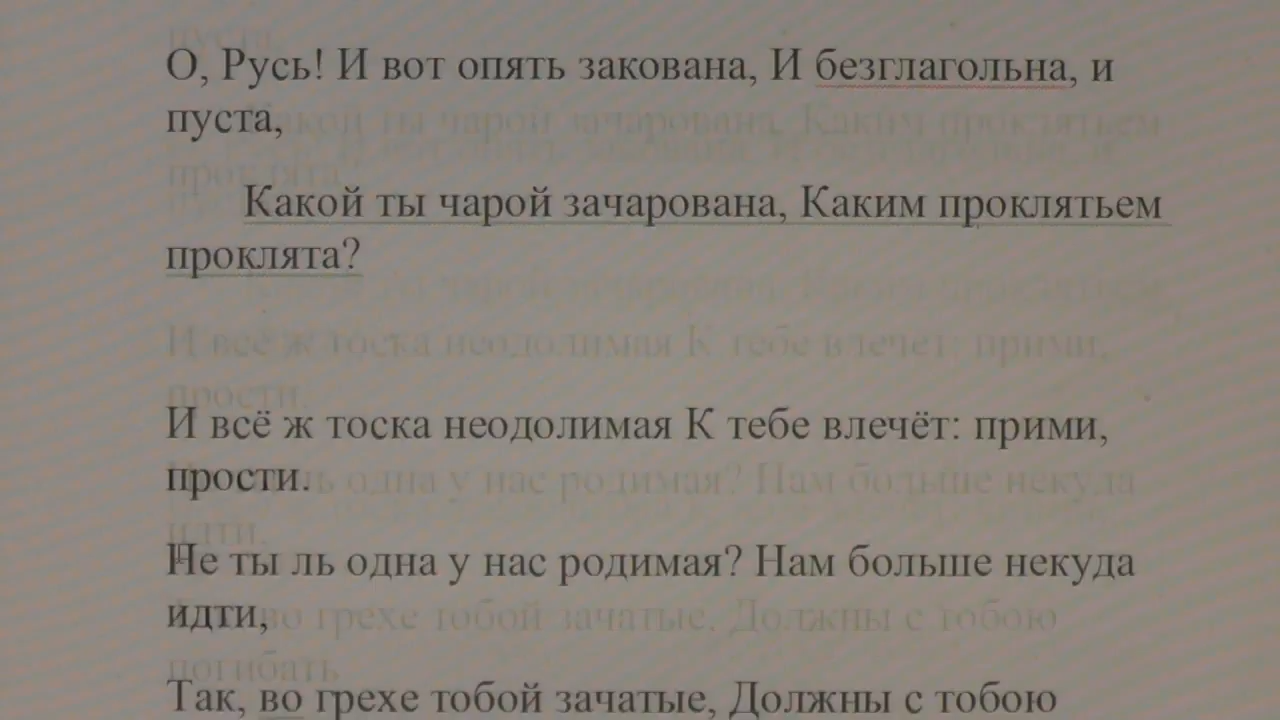 О, Русь! И вот опять закована, И безглагольна, и
пуста,
Какой ты чарой зачарована, Каким проклятьем
проклята?
И всё ж тоска неодолимая К тебе влечёт: прими,
прости.
Не ты ль одна у нас родимая? Нам больше некуда
идти,
Так, во грехе тобой зачатые, Должны с тобою